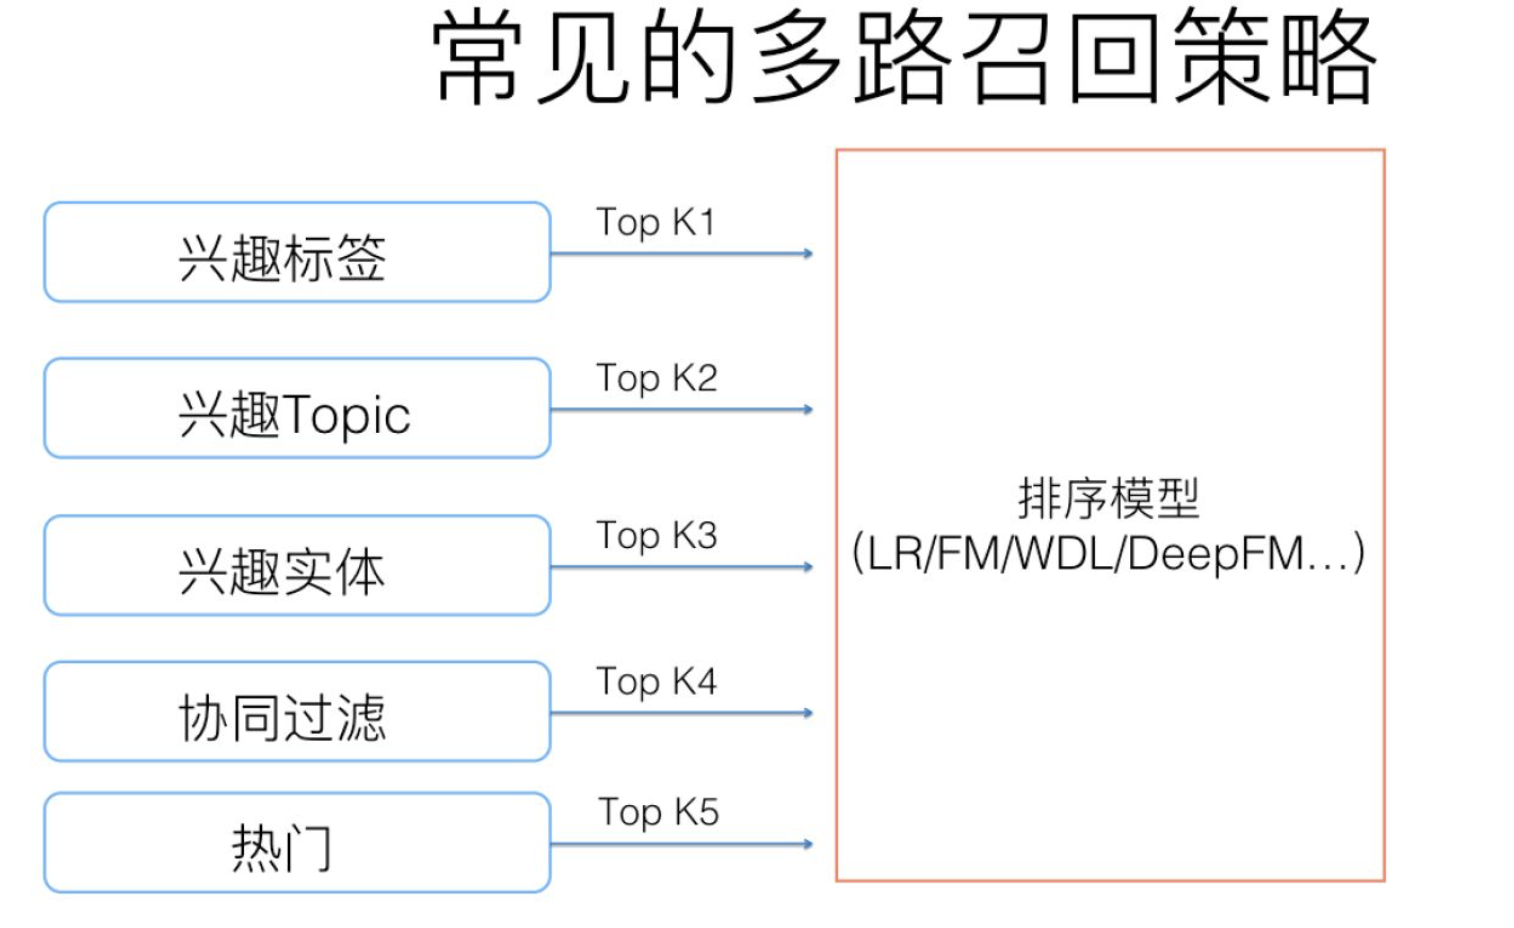 常见的多路召回策略
兴趣标签
Top K1
兴趣Topic
Top K2
兴趣实体
Top K3
协同过滤
Top K4
热门
Top K5
排序模型
(LR/FM/WDL/DeepFM...)